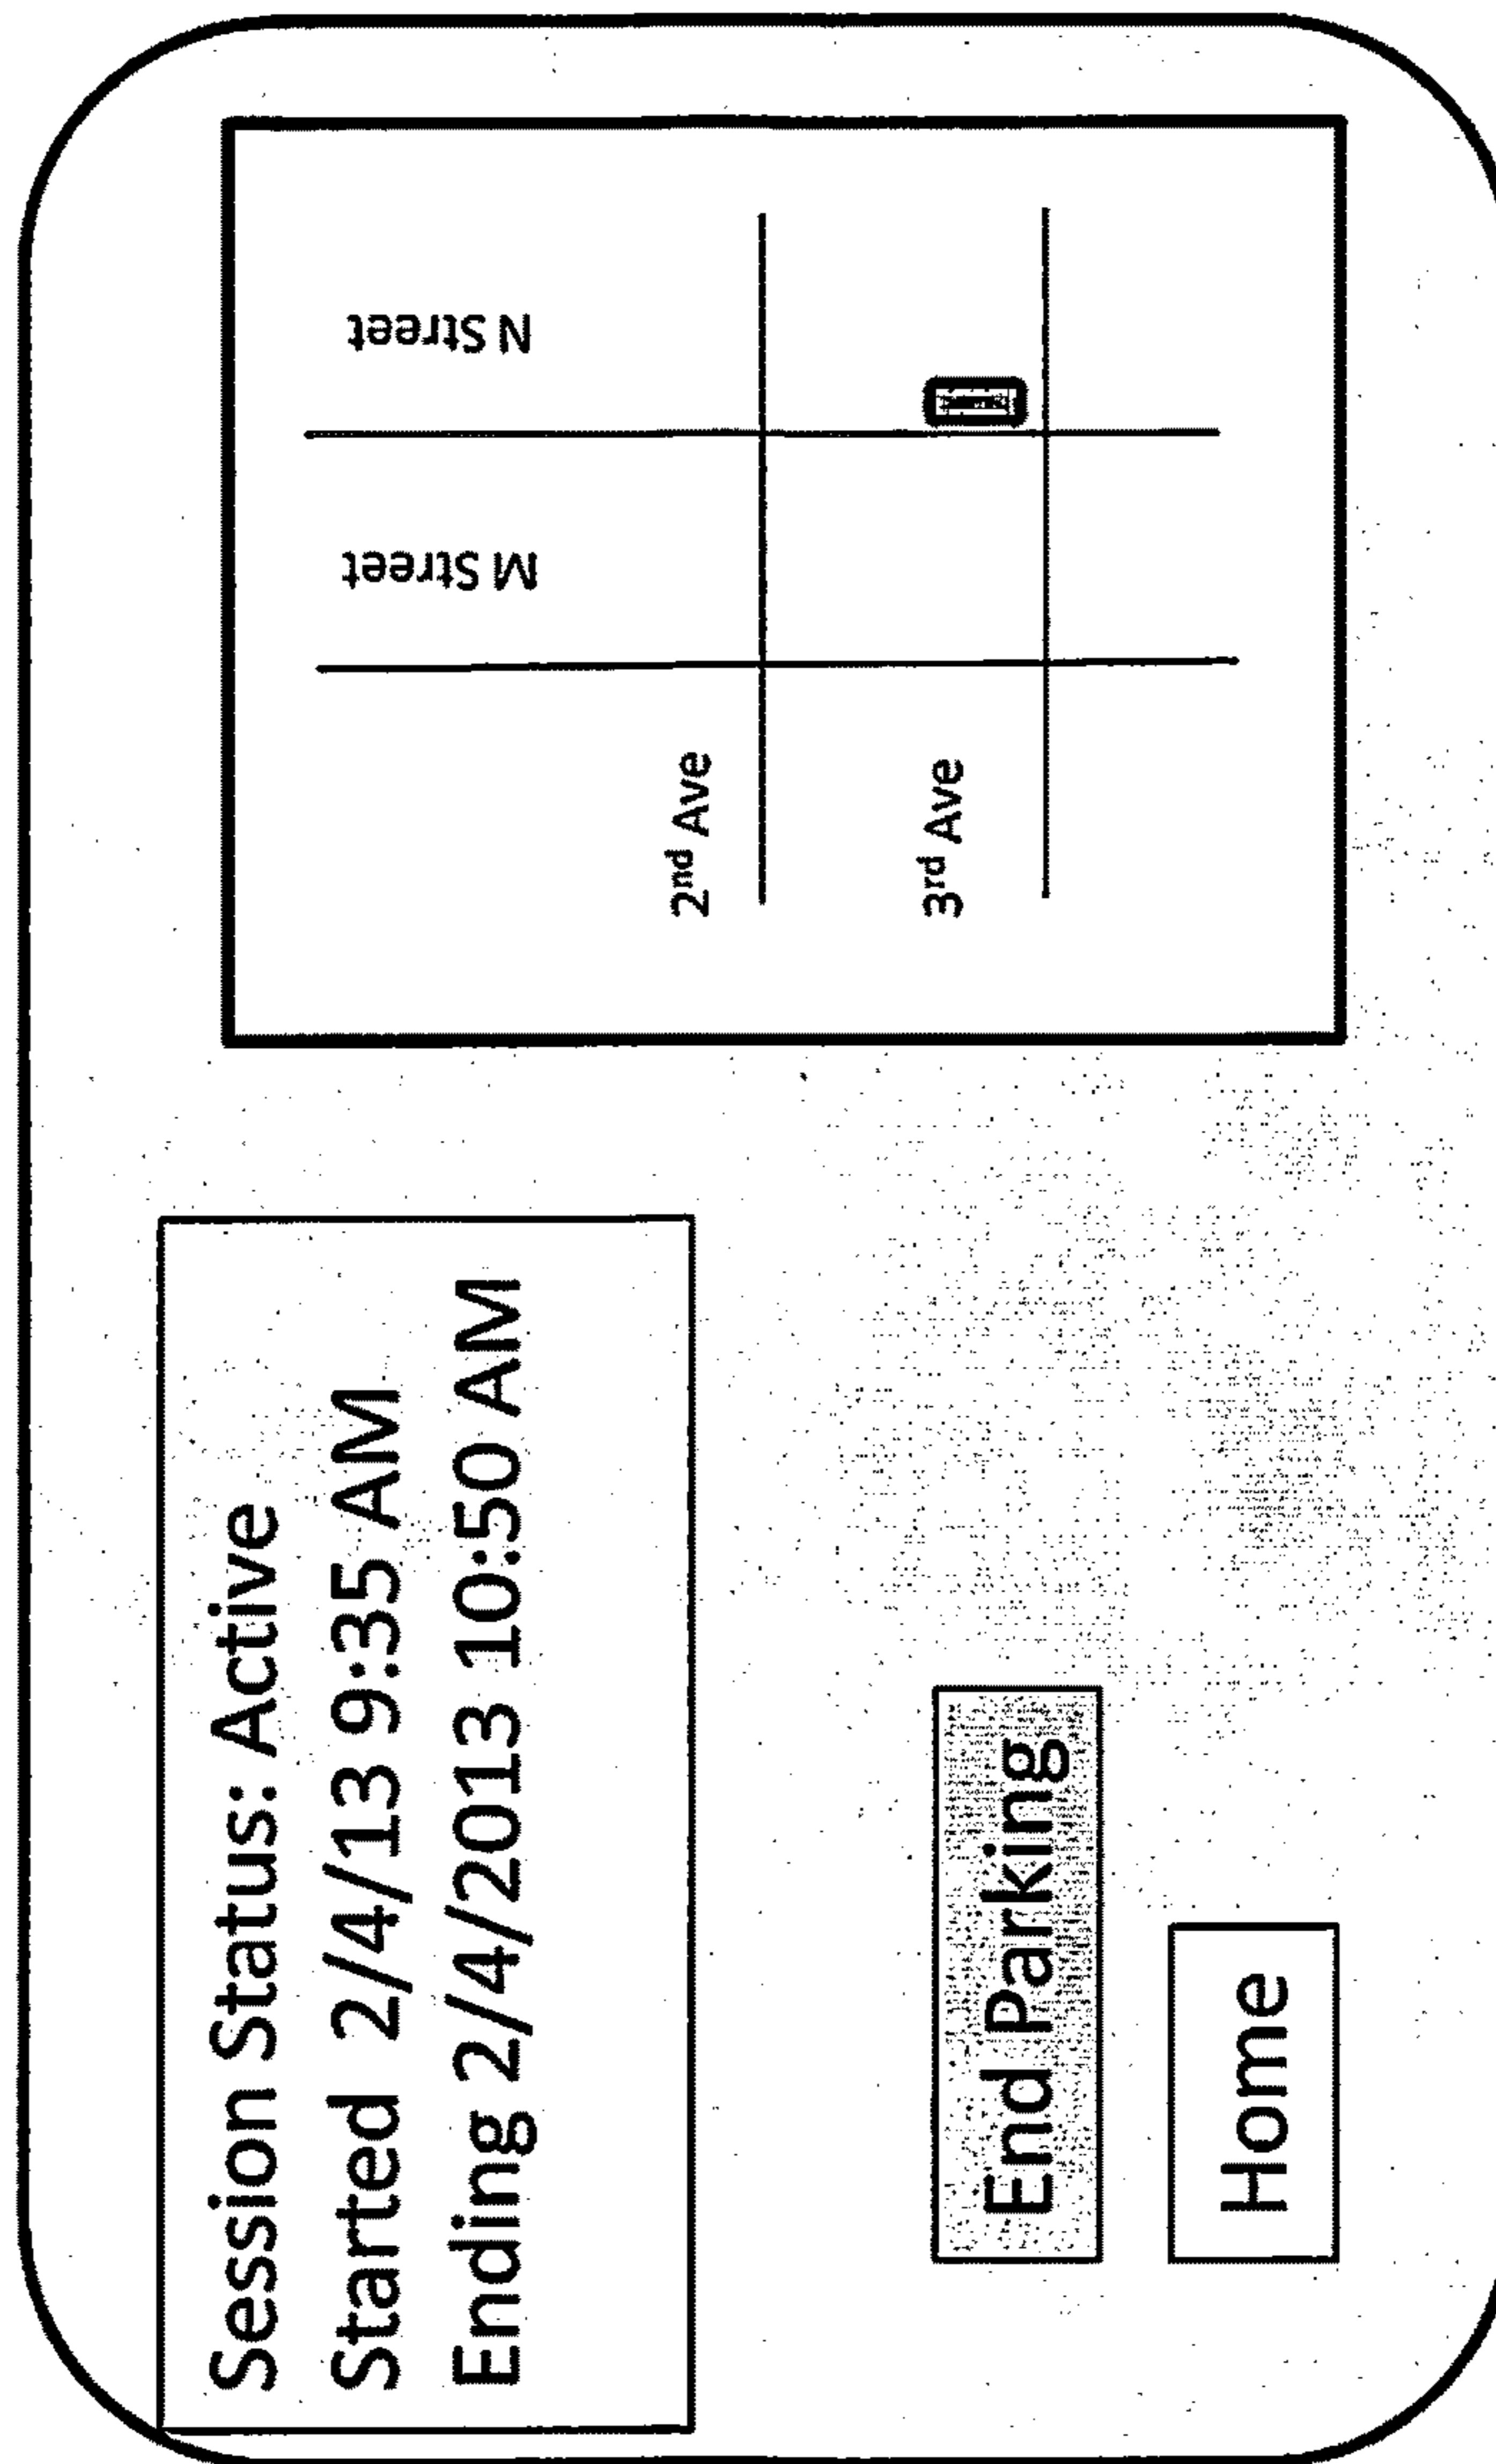 Session Status: Active
Started 2/4/13 9:35 AM
Ending 2/4/2013 10:50 AM
End Parking
Home
M Street
N Street
2nd Ave
3rd Ave